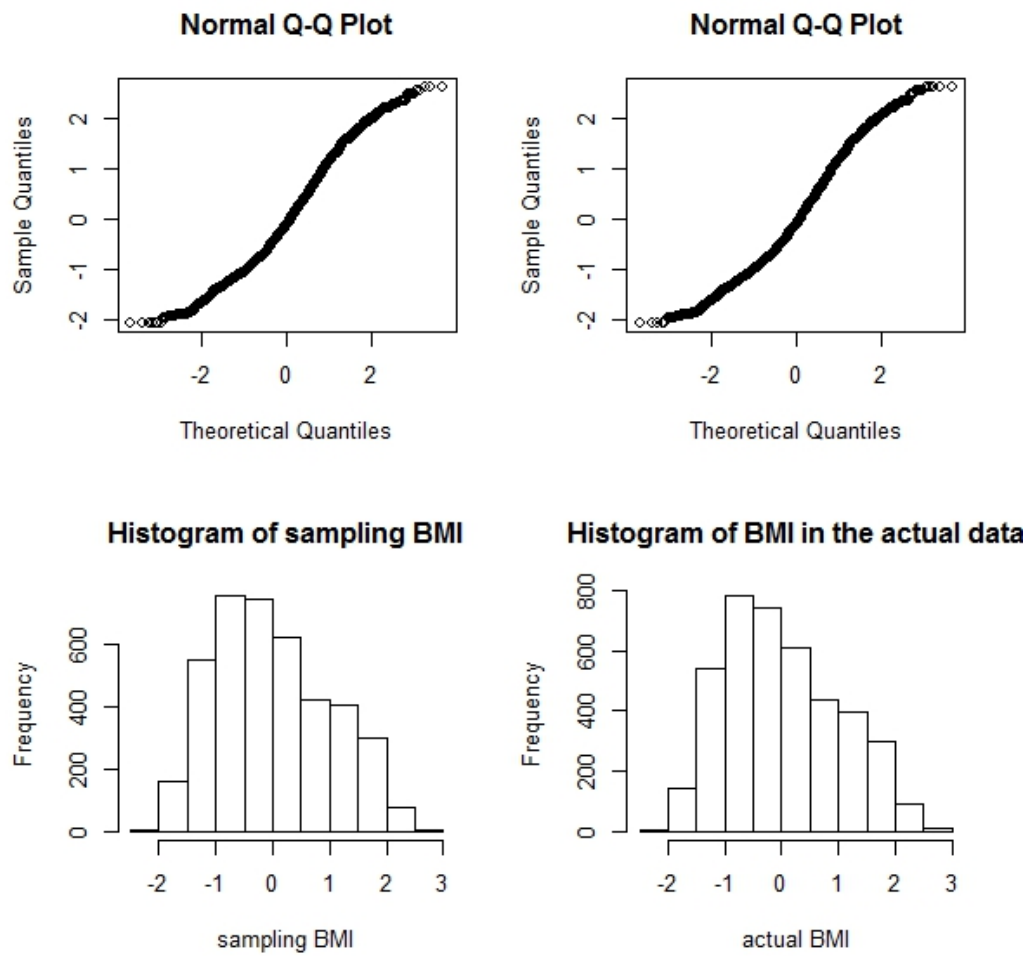 Normal Q-Q Plot
Sample Quantiles
2
1
0
-1
-2
-2 0 2
Theoretical Quantiles
Normal Q-Q Plot
Sample Quantiles
2
1
0
-1
-2
-2 0 2
Theoretical Quantiles
Histogram of sampling BMI
Frequency
600
400
200
0
-2 -1 0 1 2 3
sampling BMI
Histogram of BMI in the actual data
Frequency
800
600
400
200
0
-2 -1 0 1 2 3
actual BMI